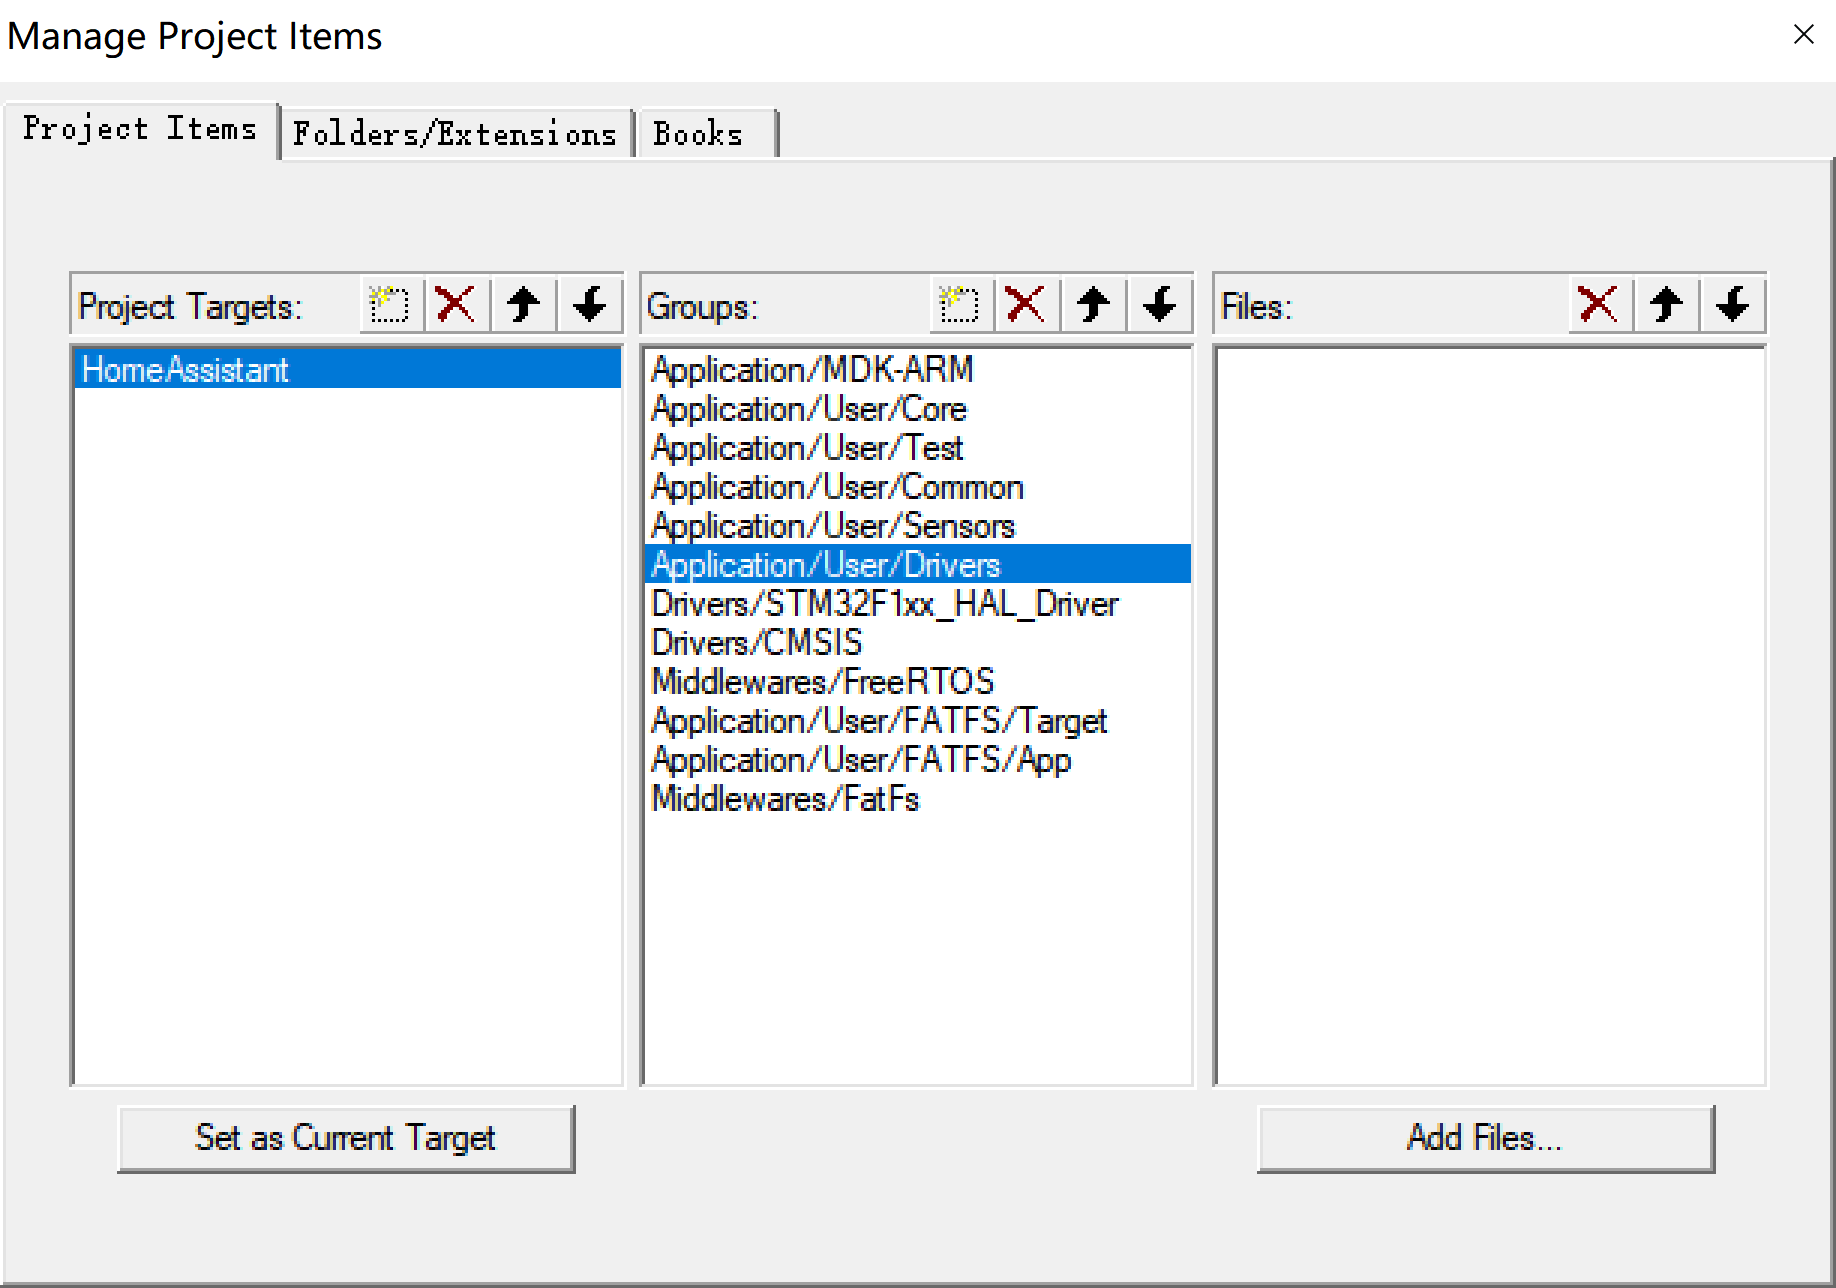 Manage Project Items
Project Items
Folders/Extensions
Books
Project Targets:
HomeAssistant
Set as Current Target
Groups:
Application/MDK-ARM
Application/User/Core
Application/User/Test
Application/User/Common
Application/User/Sensors
Application/User/Drivers
Drivers/STM32F1xx_HAL_Driver
Drivers/CMSIS
Middlewares/FreeRTOS
Application/User/FATFS/Target
Application/User/FATFS/App
Middlewares/FatFs
Files:
Add Files...